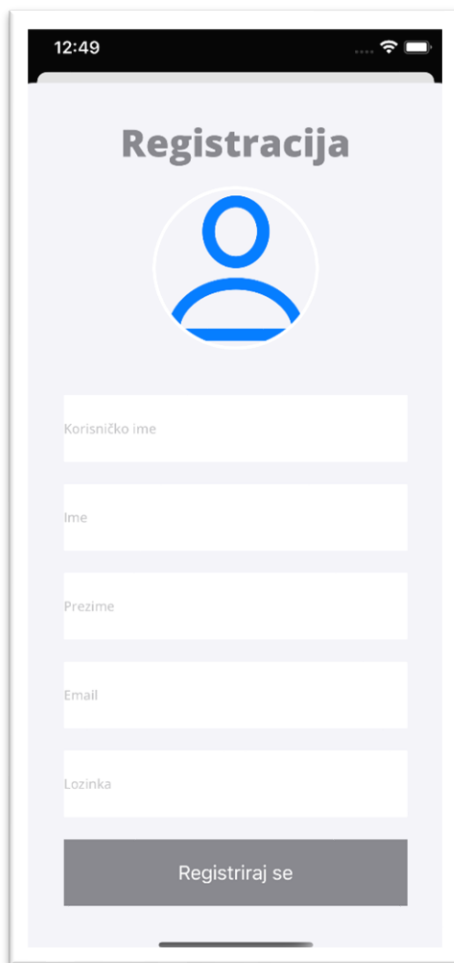 12:49
Registracija
Korisničko ime
Ime
Prezime
Email
Lozinka
Registriraj se